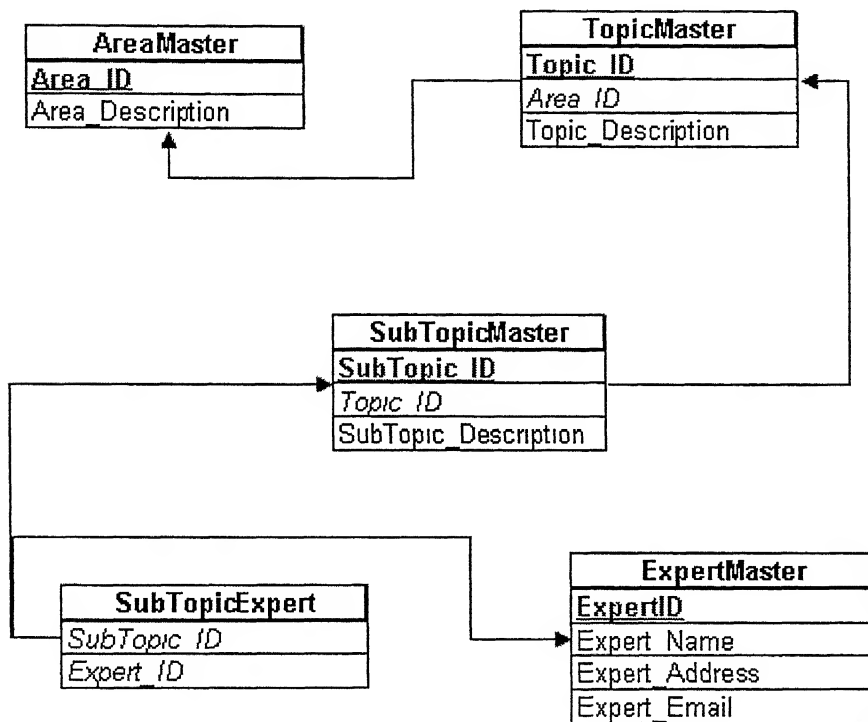 AreaMaster
Area_ID
Area_Description
TopicMaster
Topic_ID
Area_ID
Topic_Description
SubTopicMaster
SubTopic_ID
Topic_ID
SubTopic_Description
SubTopicExpert
SubTopic_ID
Expert_ID
ExpertMaster
ExpertID
Expert_Name
Expert_Address
Expert_Email